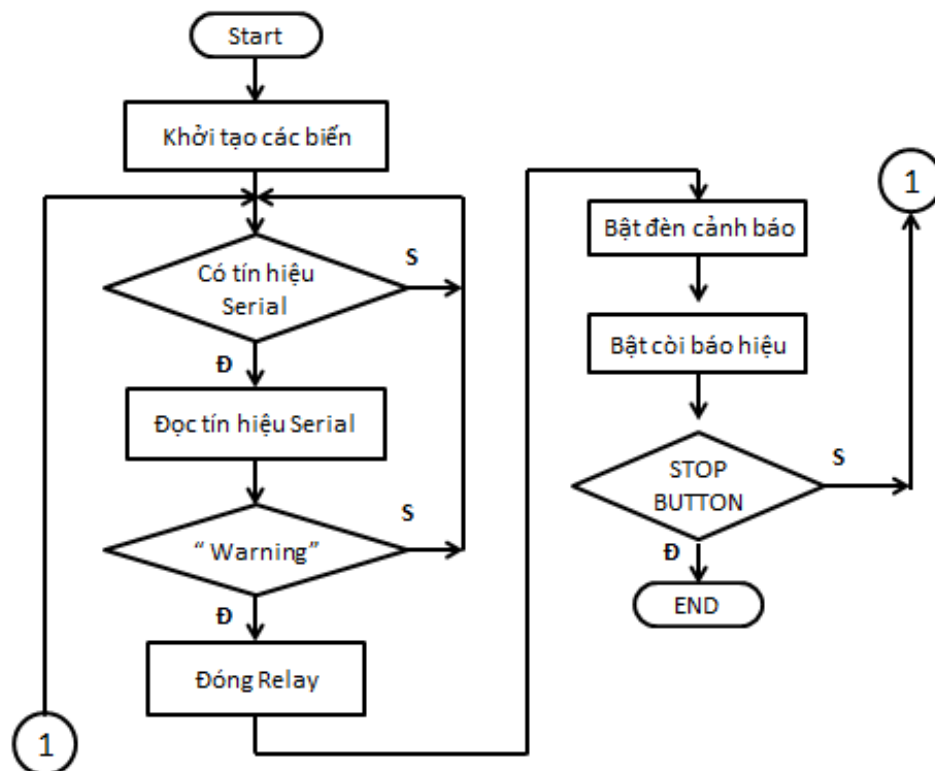 Start
Khởi tạo các biến
Có tín hiệu
Serial
S
Đ
Đọc tín hiệu Serial
“ Warning”
S
Đ
Đóng Relay
1
Bật đèn cảnh báo
Bật còi báo hiệu
STOP
BUTTON
S
Đ
END
1